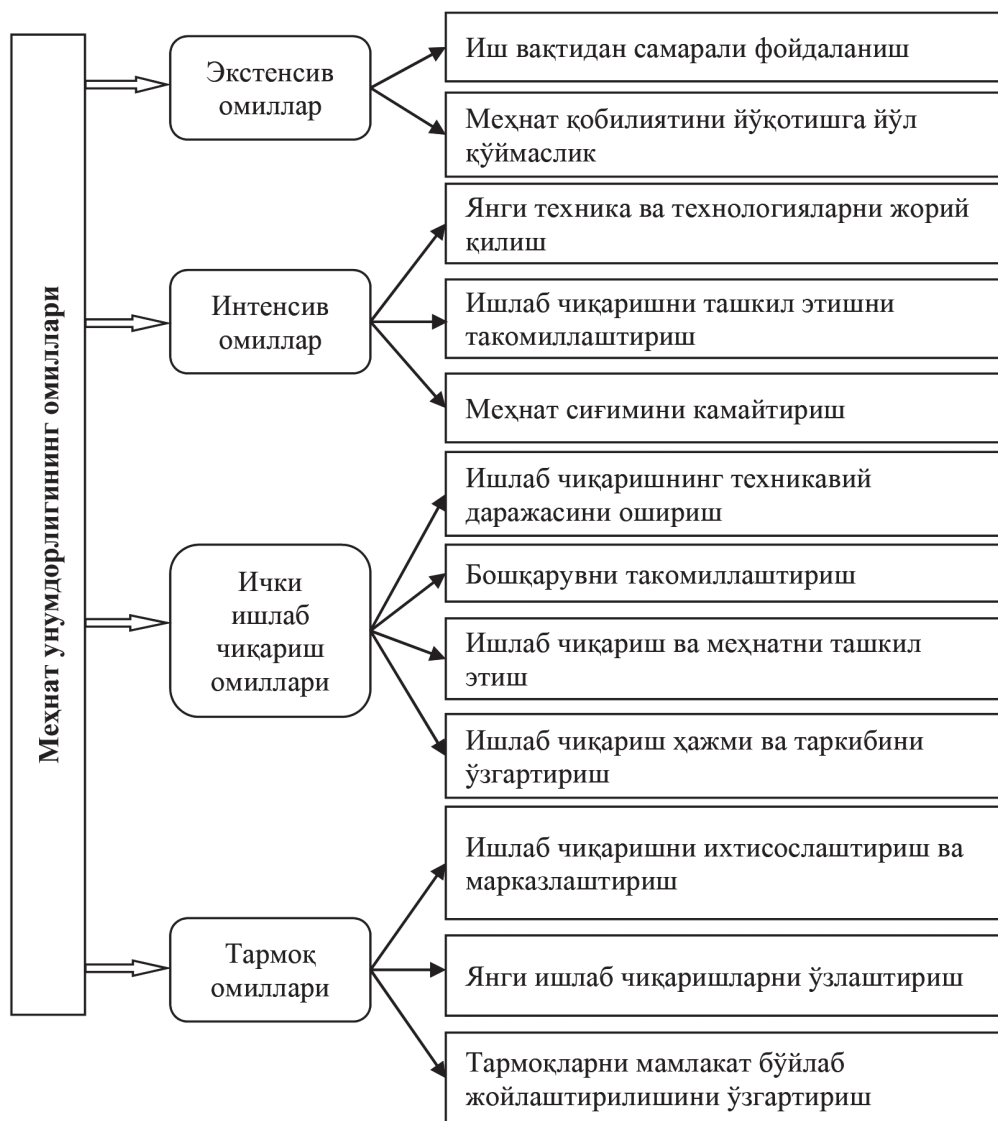 Меҳнат унумдорлигининг омиллари
Экстенсив
омиллар
Иш вақтидан самарали фойдаланиш
Меҳнат қобилиятини йўқотишга йўл
қўймаслик
Интенсив
омиллар
Янги техника ва технологияларни жорий
қилиш
Ишлаб чиқаришни ташкил этишни
такомиллаштириш
Меҳнат сиғимини камайтириш
Ички
ишлаб
чиқариш
омиллари
Ишлаб чиқаришнинг техникавий
даражасини ошириш
Бошқарувни такомиллаштириш
Ишлаб чиқариш ва меҳнатни ташкил
этиш
Ишлаб чиқариш ҳажми ва таркибини
ўзгартириш
Тармоқ
омиллари
Ишлаб чиқаришни ихтисослаштириш ва
марказлаштириш
Янги ишлаб чиқаришларни ўзлаштириш
Тармоқларни мамлакат бўйлаб
жойлаштирилишини ўзгартириш